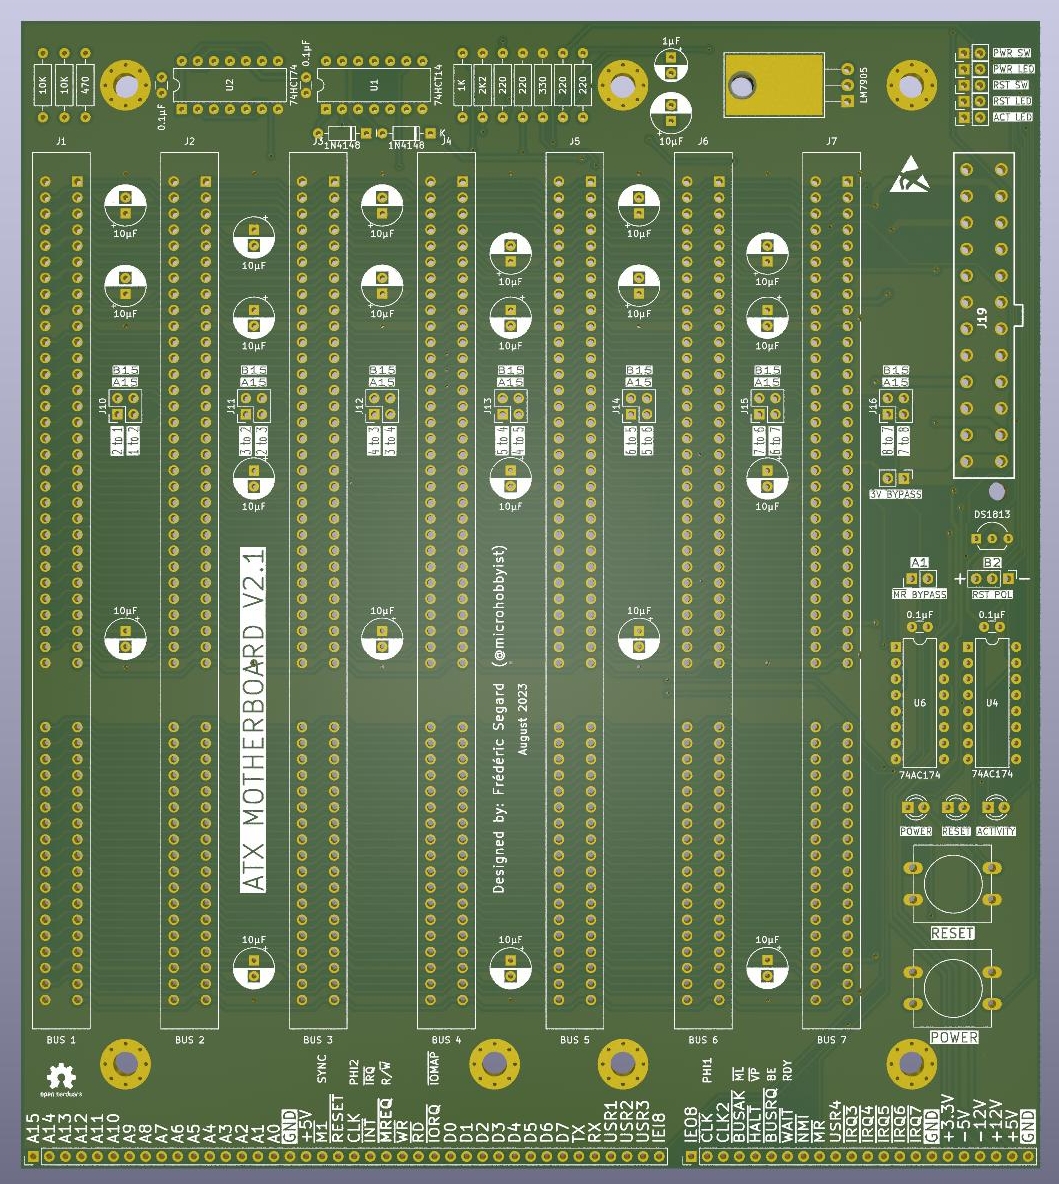 10K
10K
470
0.1µF
U2
74HCT74
0.1µF
U1
74HCT14
1K
2K2
220
220
330
220
220
1µF
10µF
LM7905
PWR SW
PWR LED
RST SW
RST LED
ACT LED
1N4148
1N4148
K
J1
J2
J3
J4
J5
J6
J7
10µF
10µF
10µF
10µF
10µF
10µF
10µF
10µF
10µF
10µF
10µF
10µF
10µF
J19
B15
A15
J10
2 to 1
1 to 2
B15
A15
J11
3 to 2
2 to 3
B15
A15
J12
4 to 3
3 to 4
B15
A15
J13
5 to 4
4 to 5
B15
A15
J14
6 to 5
5 to 6
B15
A15
J15
7 to 6
6 to 7
B15
A15
J16
8 to 7
7 to 8
10µF
10µF
10µF
3V BYPASS
DS1813
A1
MR BYPASS
B2
+ −
RST POL
0.1µF
0.1µF
10µF
10µF
10µF
U6
74AC174
U4
74AC174
ATX MOTHERBOARD V2.1
Designed by: Frédéric Segard (@microhobbyist)
August 2023
POWER
RESET
ACTIVITY
RESET
POWER
10µF
10µF
10µF
BUS 1
BUS 2
BUS 3
BUS 4
BUS 5
BUS 6
BUS 7
open hardware
SYNC
PHI2
IRQ
R/W
IOMAP
PHI1
ML
VP
BE
RDY
A15
A14
A13
A12
A11
A10
A9
A8
A7
A6
A5
A4
A3
A2
A1
A0
GND
+5V
M1
RESET
CLK
INT
MREQ
WR
RD
IORQ
D0
D1
D2
D3
D4
D5
D6
D7
TX
RX
USR1
USR2
USR3
IEI8
IEO8
CLK
CLK2
BUSAK
HALT
BUSRQ
WAIT
NMI
MR
USR4
IRQ3
IRQ4
IRQ5
IRQ6
IRQ7
GND
+3.3V
-5V
-12V
+12V
+5V
GND